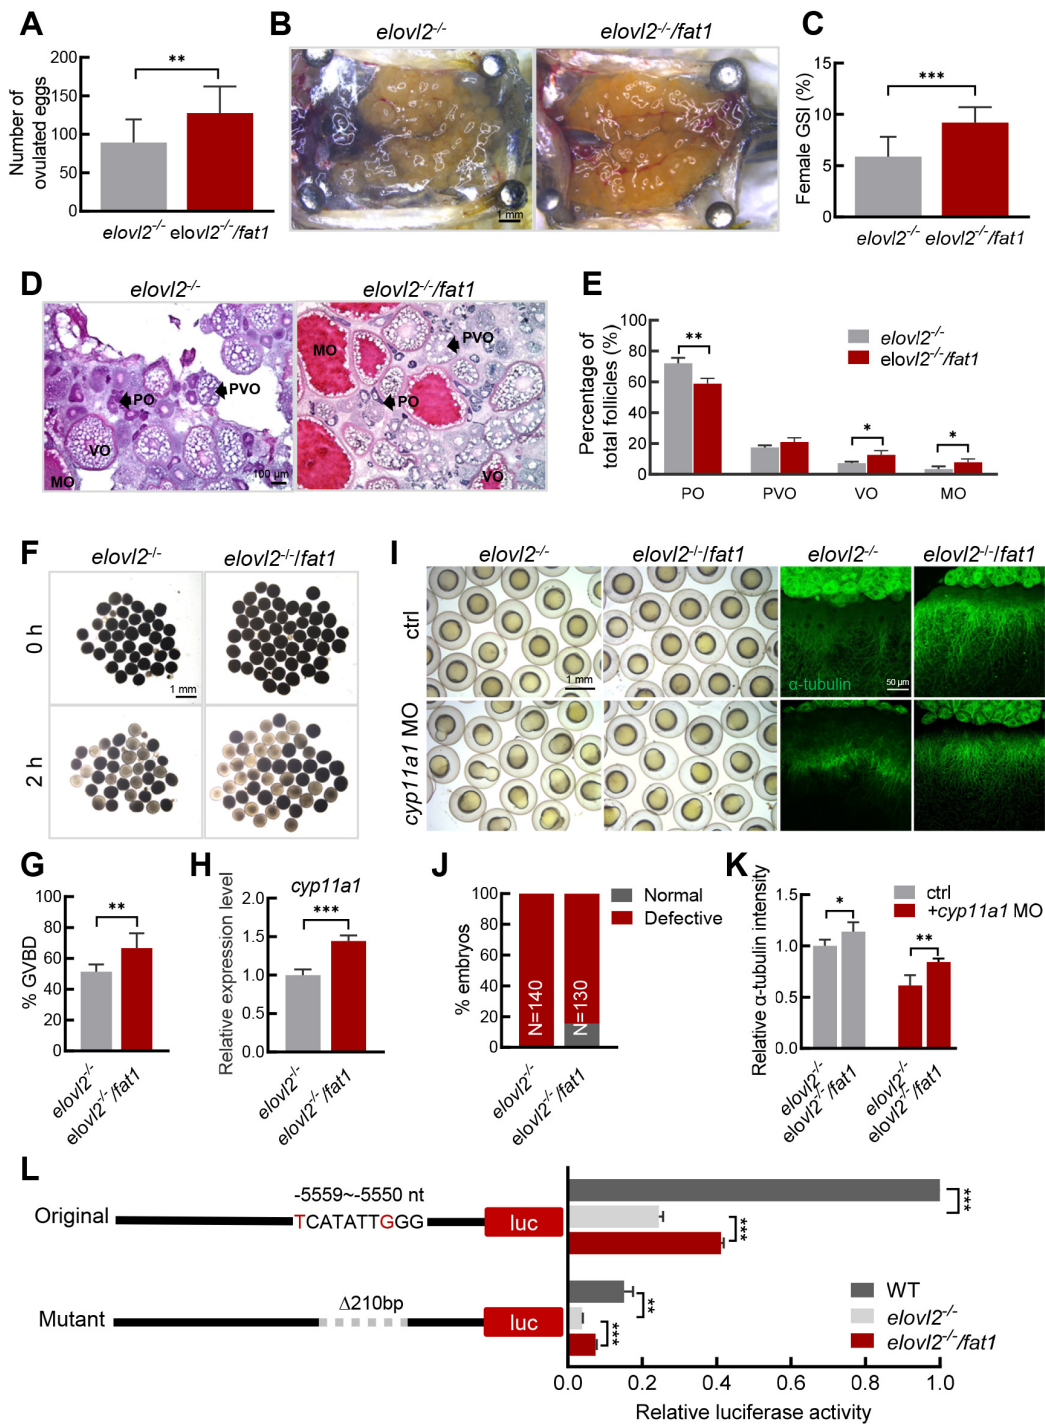 A
Number of
ovulated eggs
200
150
100
50
0
**
elovl2-/- elovl2-/-/fat1
B
elovl2-/- elovl2-/-/fat1
1 mm
C
Female GSI (%)
15
10
5
0
***
elovl2-/- elovl2-/-/fat1
D
elovl2-/- elovl2-/-/fat1
PO
PVO
VO
MO
100 µm
MO
PVO
PO
VO
E
Percentage of
total follicles (%)
100
80
60
40
20
0
**
*
*
elovl2-/-
elovl2-/-/fat1
PO PVO VO MO
F
elovl2-/- elovl2-/-/fat1
0 h
1 mm
2 h
G
% GVBD
100
80
60
40
20
0
**
elovl2-/-
elovl2-/-/fat1
H
Relative expression level
cyp11a1
2.0
1.5
1.0
0.5
0.0
***
elovl2-/-
elovl2-/-/fat1
I
elovl2-/- elovl2-/-/fat1 elovl2-/- elovl2-/-/fat1
ctrl
1 mm
α-tubulin
50 µm
cyp11a1 MO
J
% embryos
100
80
60
40
20
0
N=140
N=130
Normal
Defective
elovl2-/-
elovl2-/-/fat1
K
Relative α-tubulin intensity
1.5
1.0
0.5
0.0
*
**
ctrl
+cyp11a1 MO
elovl2-/-
elovl2-/-/fat1
elovl2-/-
elovl2-/-/fat1
L
-5559~-5550 nt
Original
TCATATTGGG
luc
Δ210bp
Mutant
luc
***
***
**
***
WT
elovl2-/-
elovl2-/-/fat1
0.0 0.2 0.4 0.6 0.8 1.0
Relative luciferase activity